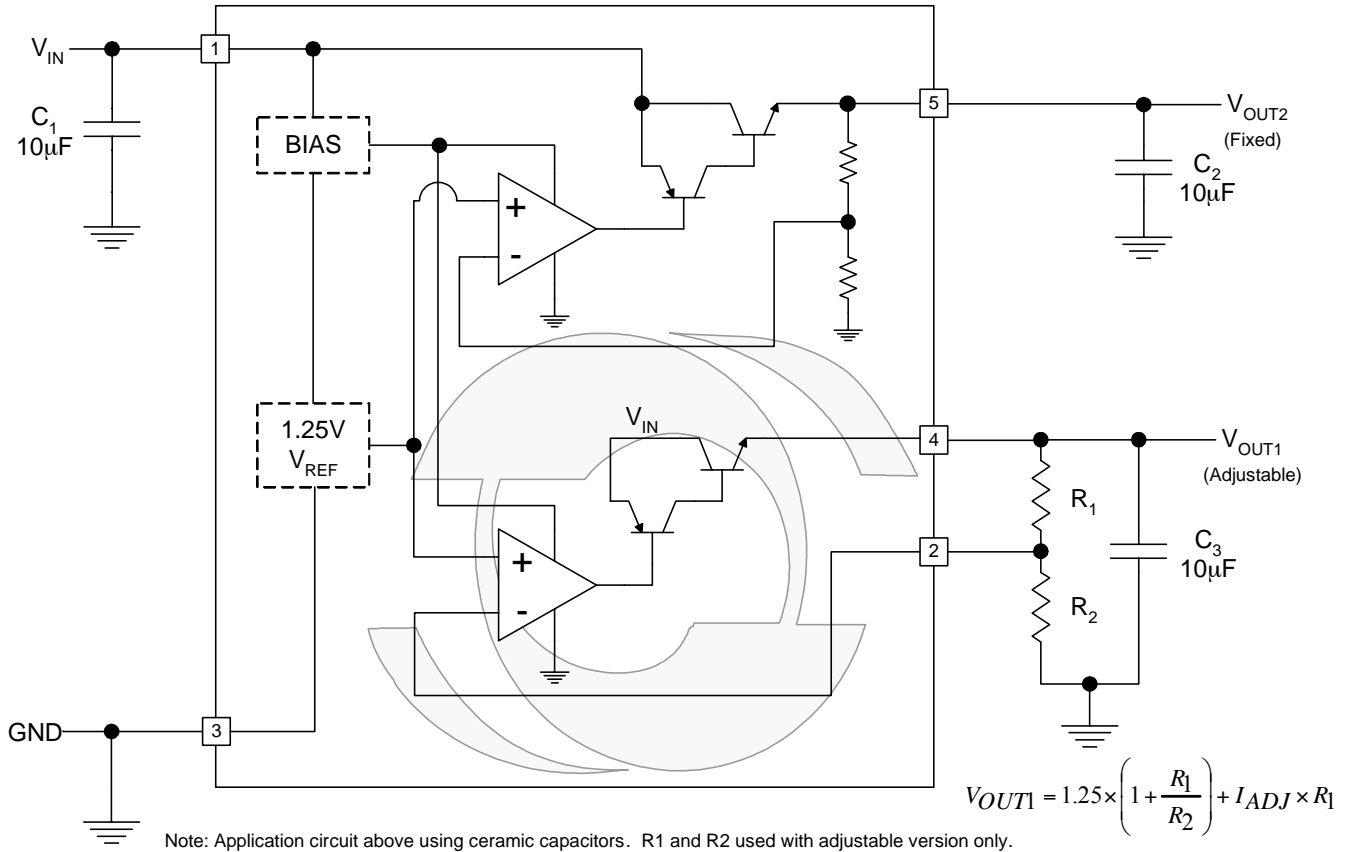 V_IN
1
5
V_OUT2
(Fixed)
C_1
10µF
BIAS
C_2
10µF
+
-
1.25V
V_REF
V_IN
4
V_OUT1
(Adjustable)
R_1
2
C_3
10µF
+
-
R_2
GND
3
V_OUT1 = 1.25 × (1 + R_1/R_2) + I_ADJ × R_1
Note: Application circuit above using ceramic capacitors. R1 and R2 used with adjustable version only.